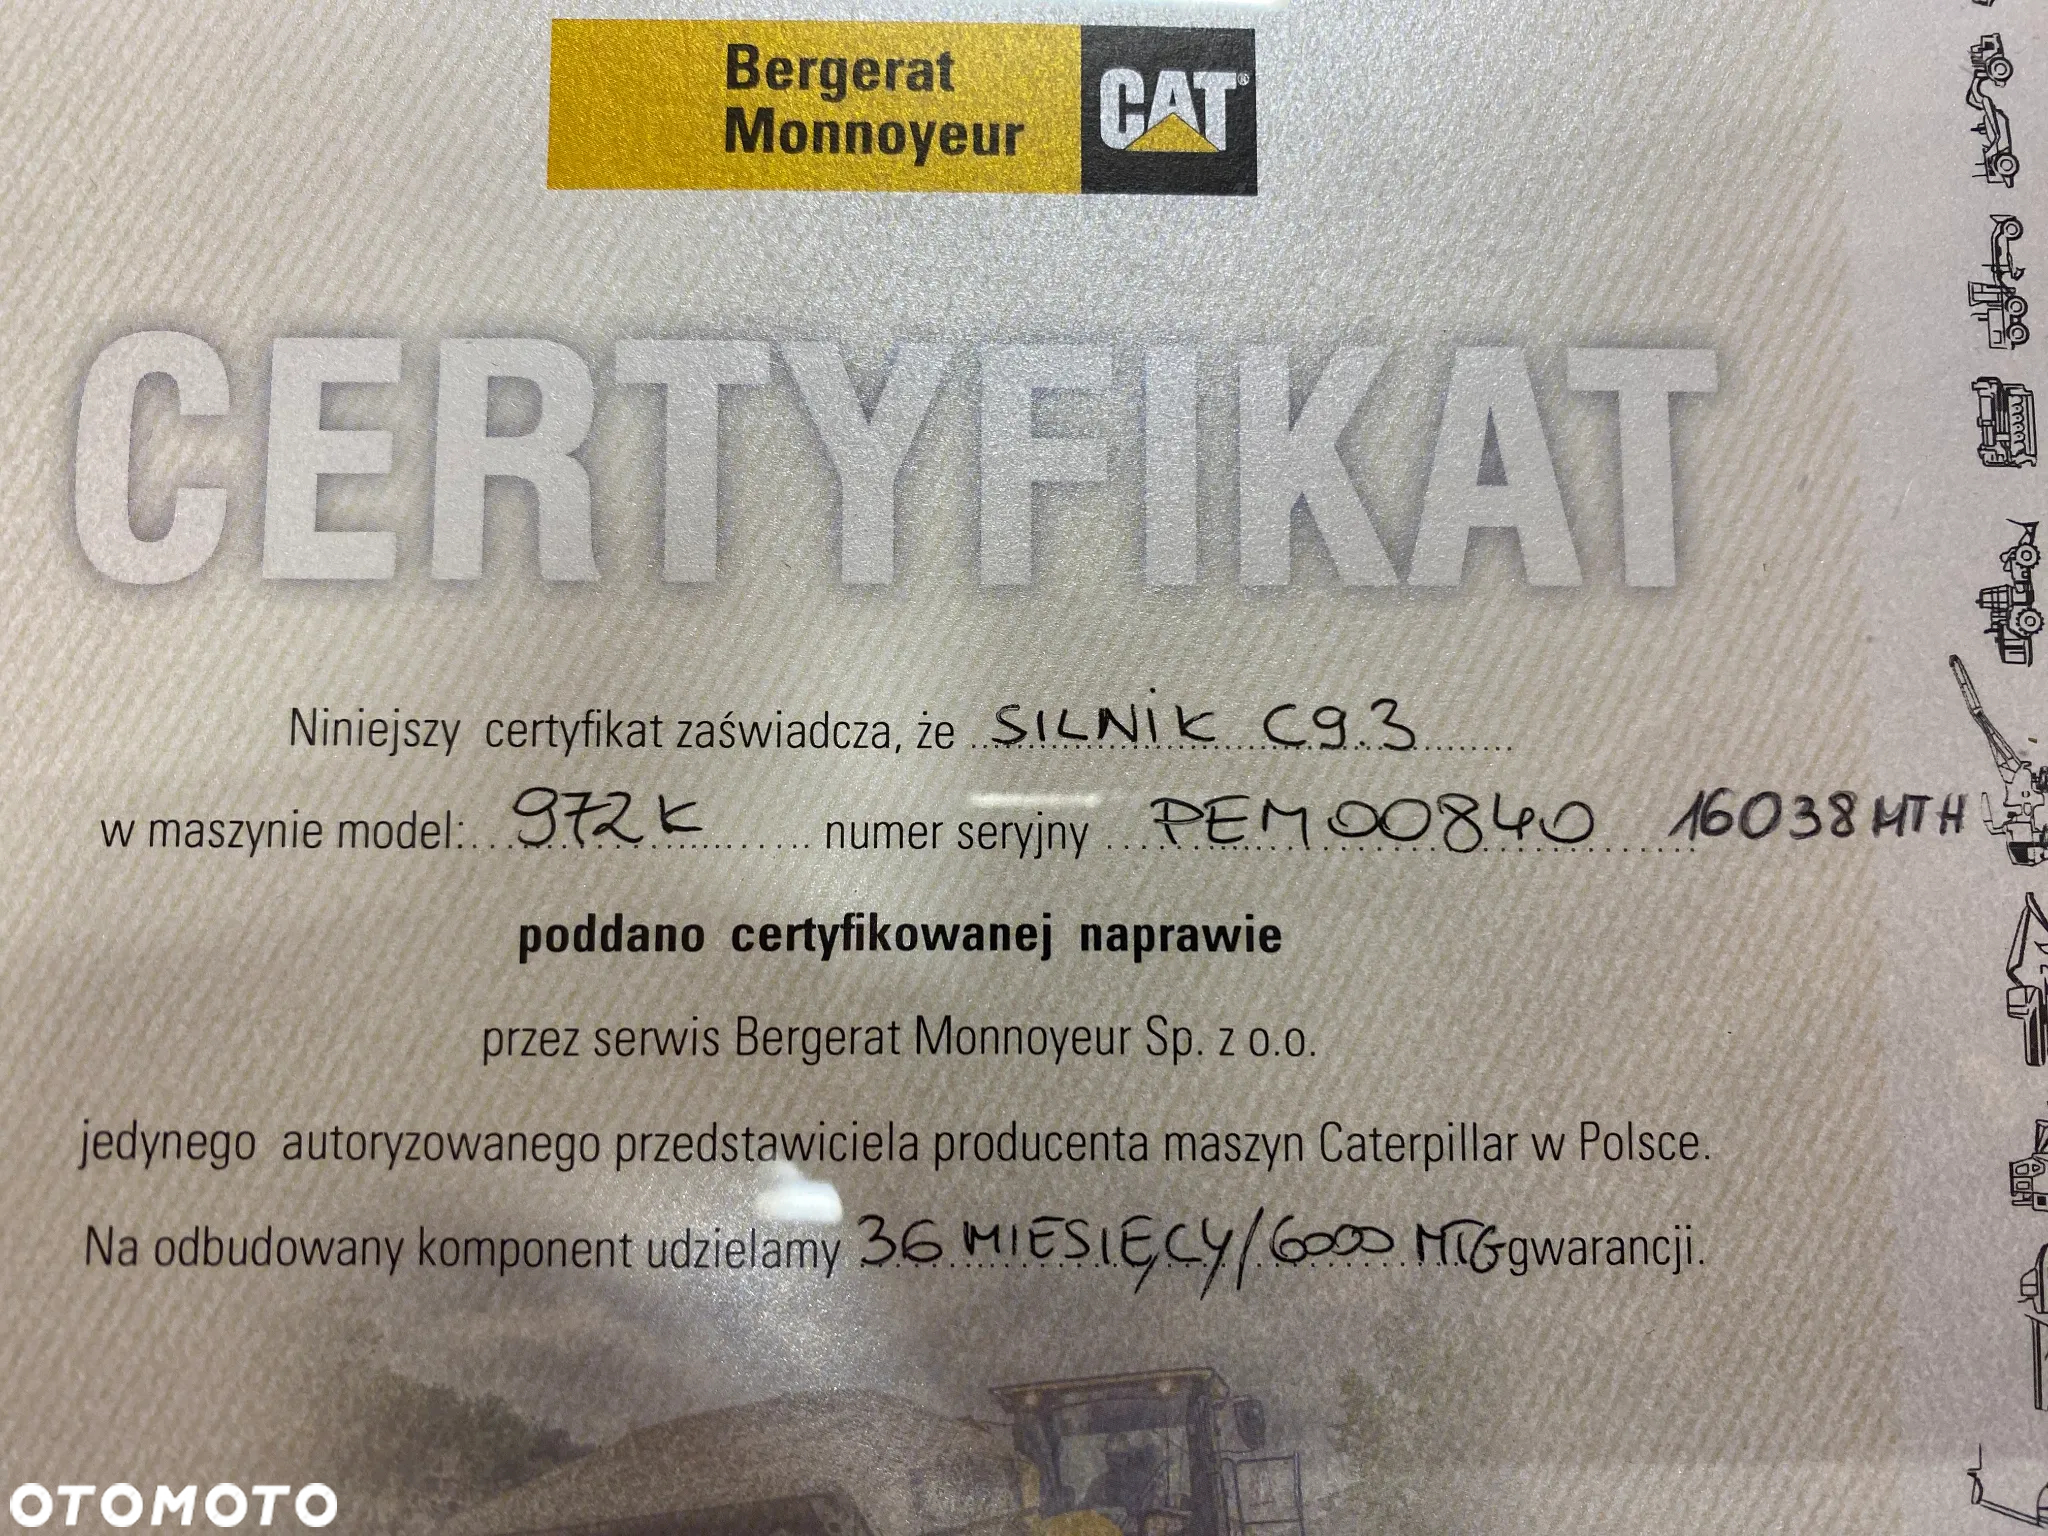 Bergerat
Monnoyeur
CAT®
CERTYFIKAT
Niniejszy certyfikat zaświadcza, że SILNIK C9.3
w maszynie model: 972K numer seryjny PEM00840 16038 MTH
poddano certyfikowanej naprawie
przez serwis Bergerat Monnoyeur Sp. z o.o.
jedynego autoryzowanego przedstawiciela producenta maszyn Caterpillar w Polsce.
Na odbudowany komponent udzielamy 36 MIESIĘCY/6000 MTG gwarancji.
OTOMOTO